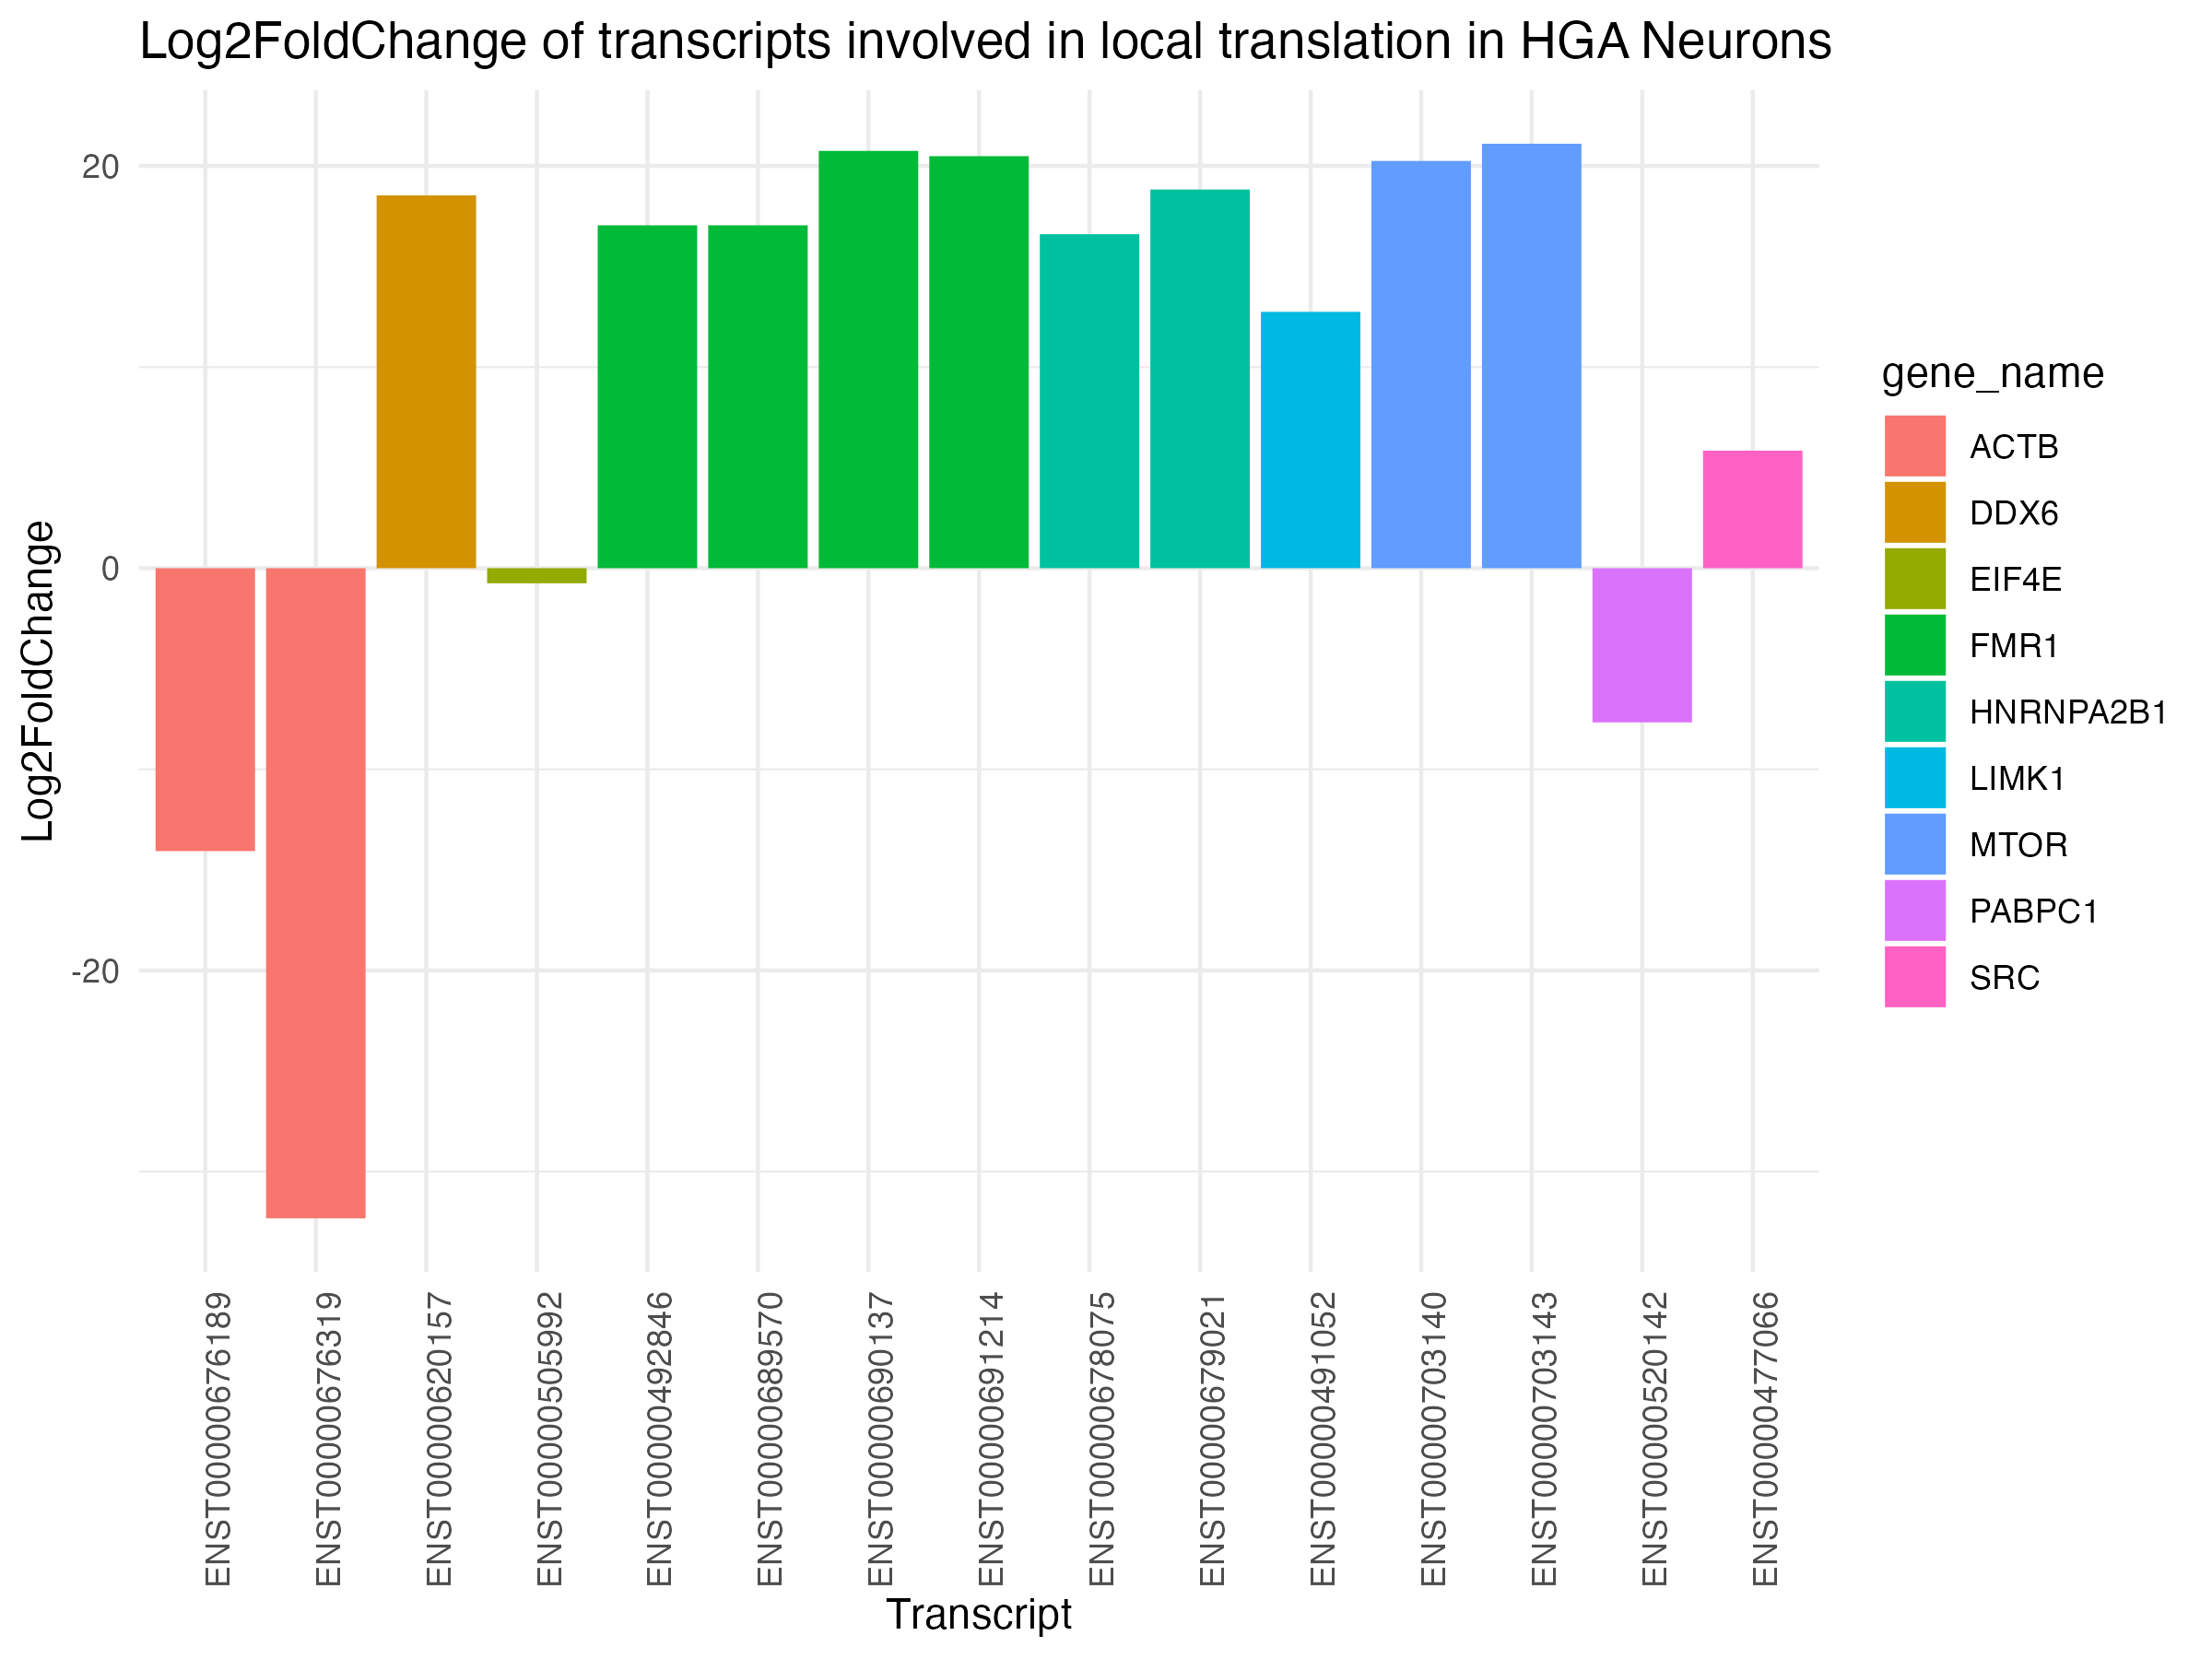 Log2FoldChange of transcripts involved in local translation in HGA Neurons
Log2FoldChange
20
0
-20
ENST00000676189
ENST00000676319
ENST00000620157
ENST00000505992
ENST00000492846
ENST00000689570
ENST00000690137
ENST00000691214
ENST00000678075
ENST00000679021
ENST00000491052
ENST00000703140
ENST00000703143
ENST00000520142
ENST00000477066
Transcript
gene_name
ACTB
DDX6
EIF4E
FMR1
HNRNPA2B1
LIMK1
MTOR
PABPC1
SRC